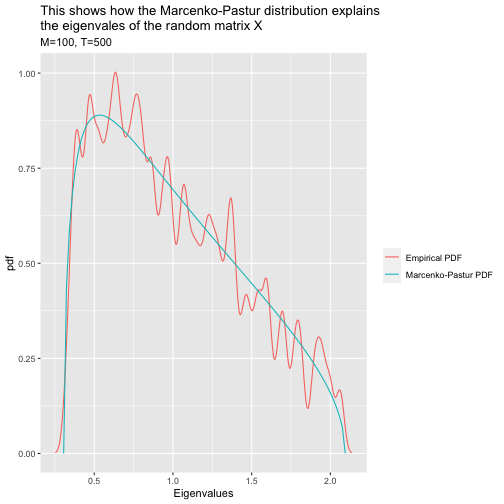 This shows how the Marcenko-Pastur distribution explains
the eigenvales of the random matrix X
M=100, T=500
1.00
0.75
0.50
0.25
0.00
pdf
0.5
1.0
1.5
2.0
Eigenvalues
Empirical PDF
Marcenko-Pastur PDF